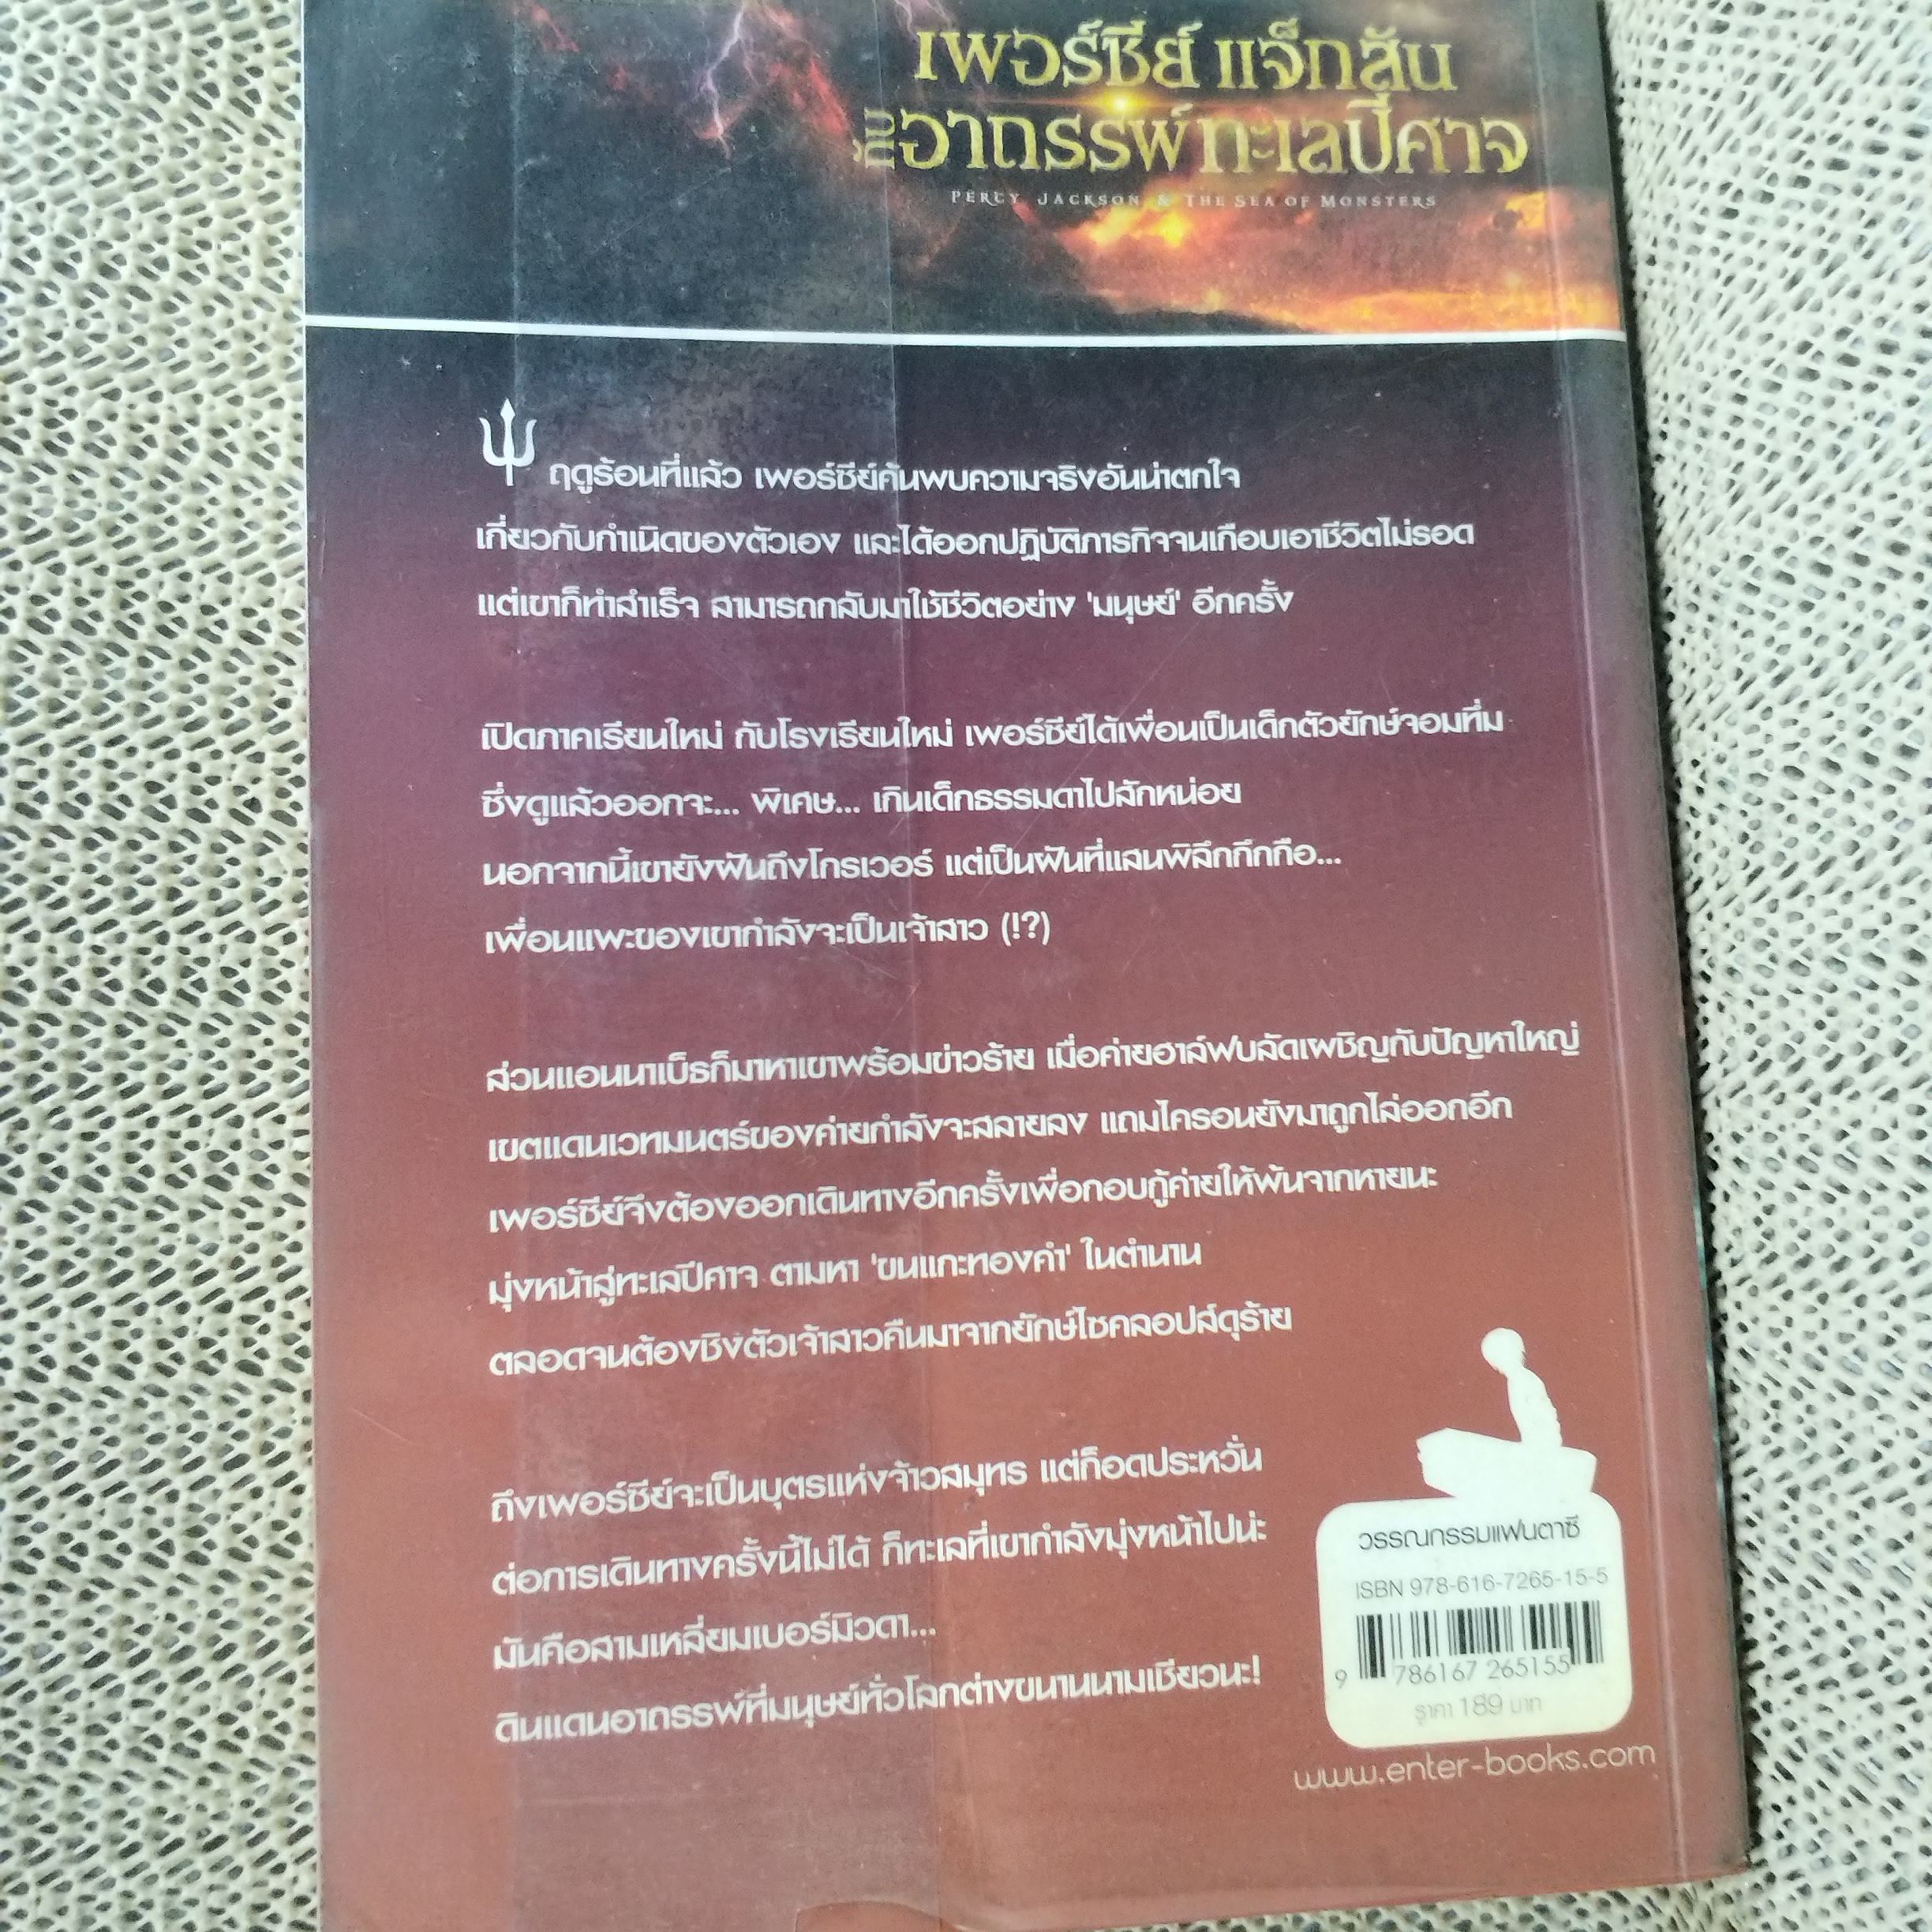 เพอร์ซีย์ แจ็กสัน
กับอาถรรพ์ทะเลปีศาจ
PERCY JACKSON & THE SEA OF MONSTERS
ฤดูร้อนที่แล้ว เพอร์ซีย์ค้นพบความจริงอันน่าตกใจ
เกี่ยวกับกำเนิดของตัวเอง และได้ออกปฏิบัติภารกิจจนเกือบเอาชีวิตไม่รอด
แต่เขาก็ทำสำเร็จ สามารถกลับมาใช้ชีวิตอย่าง 'มนุษย์' อีกครั้ง
เปิดภาคเรียนใหม่ กับโรงเรียนใหม่ เพอร์ซีย์ได้เพื่อนเป็นเด็กตัวยักษ์จอมทึ่ม
ซึ่งดูแล้วออกจะ... พิเศษ... เกินเด็กธรรมดาไปสักหน่อย
นอกจากนี้เขายังฝันถึงโกรเวอร์ แต่เป็นฝันที่แสนพิลึกกึกกือ...
เพื่อนแพะของเขากำลังจะเป็นเจ้าสาว (!?)
ส่วนแอนนาเบ็ธก็มาหาเขาพร้อมข่าวร้าย เมื่อค่ายฮาล์ฟบลัดเผชิญกับปัญหาใหญ่
เขตแดนเวทมนตร์ของค่ายกำลังจะสลายลง แถมไครอนยังมาถูกไล่ออกอีก
เพอร์ซีย์จึงต้องออกเดินทางอีกครั้งเพื่อกอบกู้ค่ายให้พ้นจากหายนะ
มุ่งหน้าสู่ทะเลปีศาจ ตามหา 'ขนแกะทองคำ' ในตำนาน
ตลอดจนต้องชิงตัวเจ้าสาวคืนมาจากยักษ์ไซคลอปส์ดุร้าย
ถึงเพอร์ซีย์จะเป็นบุตรแห่งจ้าวสมุทร แต่ก็อดประหวั่น
ต่อการเดินทางครั้งนี้ไม่ได้ ก็ทะเลที่เขากำลังมุ่งหน้าไปน่ะ
มันคือสามเหลี่ยมเบอร์มิวดา...
ดินแดนอาถรรพ์ที่มนุษย์ทั่วโลกต่างขนานนามเชียวนะ!
วรรณกรรมแฟนตาซี
ISBN 978-616-7265-15-5
9 786167 265155
ราคา 189 บาท
www.enter-books.com